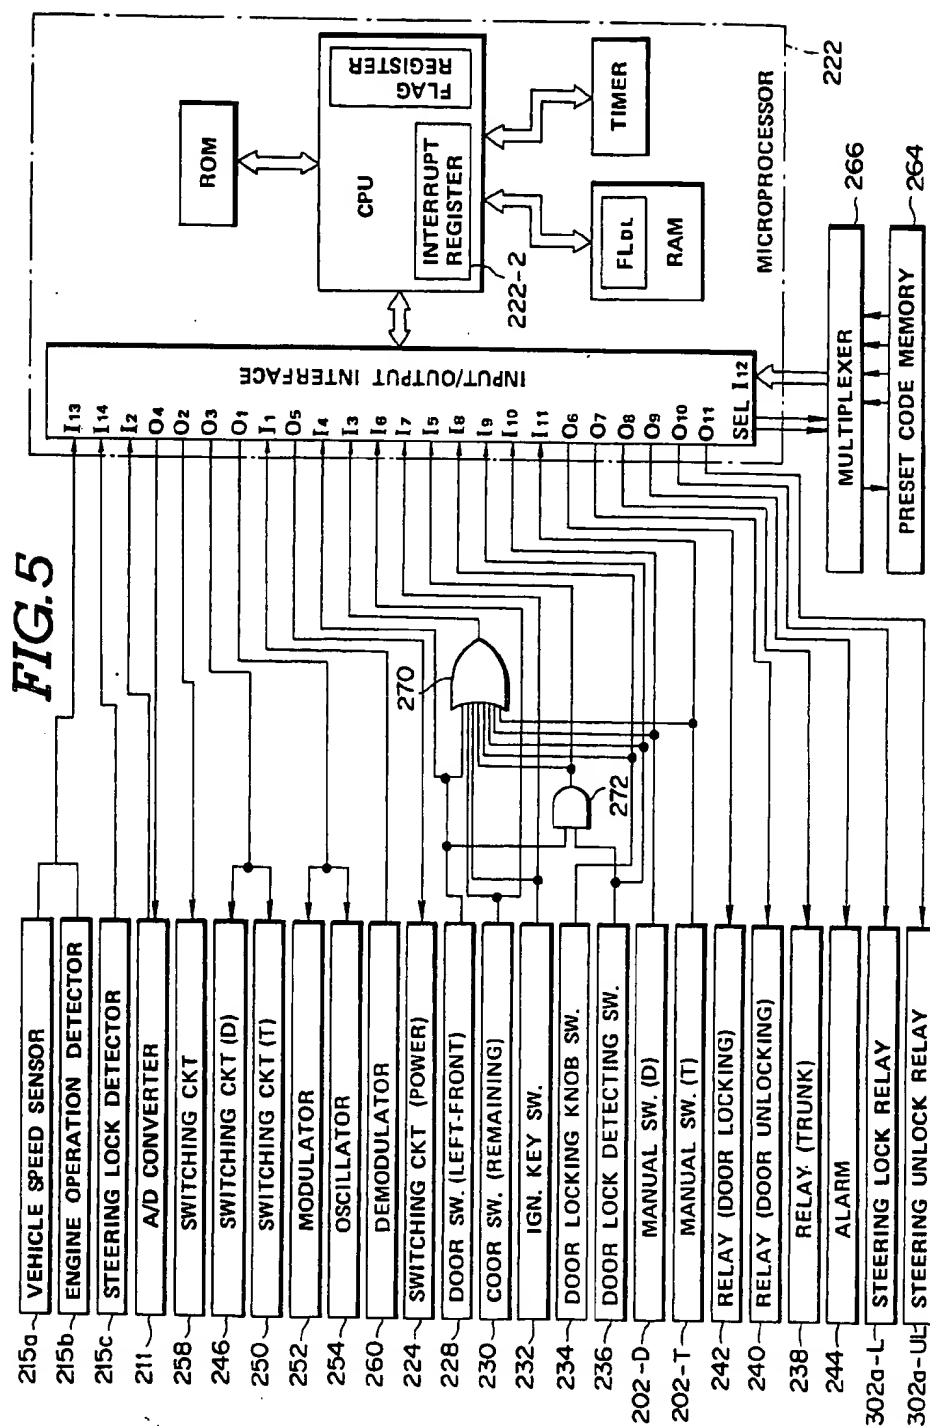 FIG. 5
215a VEHICLE SPEED SENSOR
215b ENGINE OPERATION DETECTOR
215c STEERING LOCK DETECTOR
211 A/D CONVERTER
258 SWITCHING CKT
246 SWITCHING CKT (D)
250 SWITCHING CKT (T)
252 MODULATOR
254 OSCILLATOR
260 DEMODULATOR
224 SWITCHING CKT (POWER)
228 DOOR SW. (LEFT-FRONT)
230 COOR SW. (REMAINING)
232 IGN. KEY SW.
234 DOOR LOCKING KNOB SW.
236 DOOR LOCK DETECTING SW.
202-D MANUAL SW. (D)
202-T MANUAL SW. (T)
242 RELAY (DOOR LOCKING)
240 RELAY (DOOR UNLOCKING)
238 RELAY (TRUNK)
244 ALARM
302a-L STEERING LOCK RELAY
302a-UL STEERING UNLOCK RELAY
270
272
I13
I14
I2
O4
O2
O3
O1
I1
O5
I4
I3
I6
I7
I5
I8
I9
I10
I11
O6
O7
O8
O9
O10
O11
SEL I12
INPUT/OUTPUT INTERFACE
ROM
CPU
FLAG
REGISTER
INTERRUPT
REGISTER
222-2
TIMER
FLDL
RAM
MICROPROCESSOR
222
MULTIPLEXER
266
PRESET CODE MEMORY
264